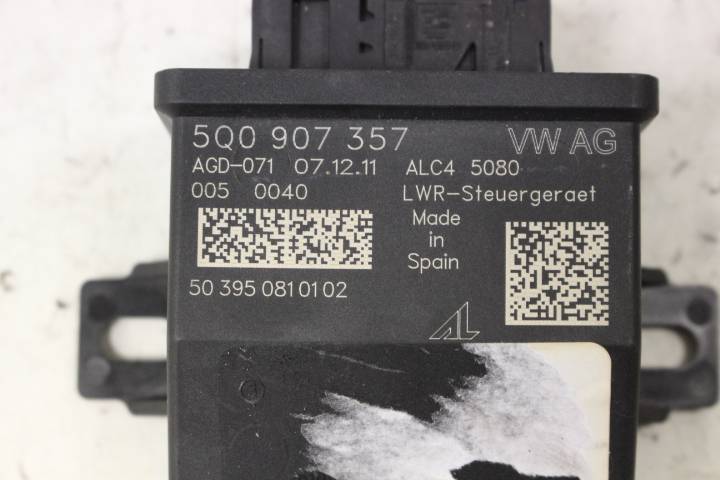 5Q0 907 357 VW AG
AGD-071 07.12.11 ALC4 5080
005 0040 LWR-Steuergeraet
Made
in
Spain
50 395 081 01 02
AL